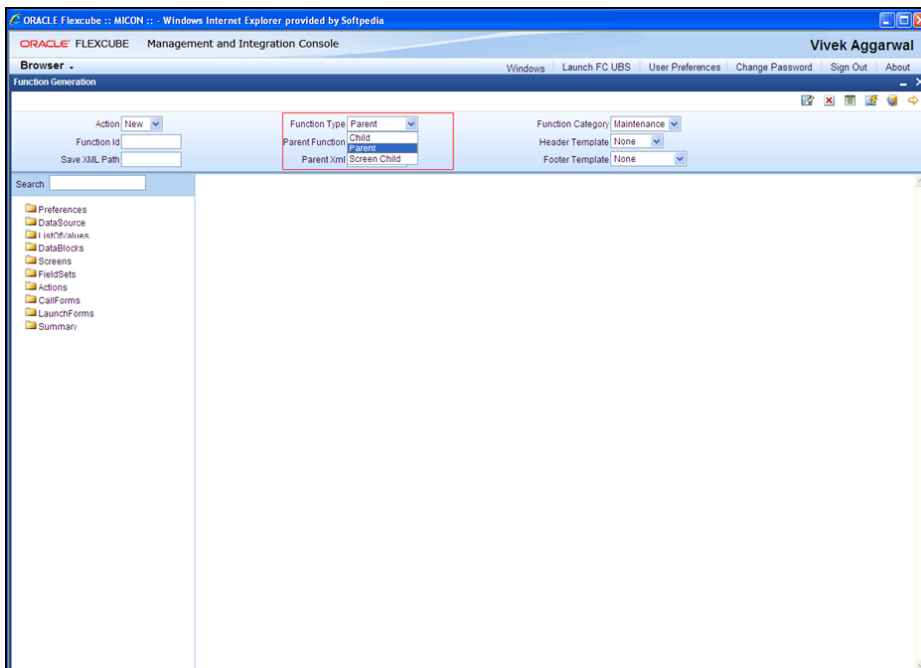 ORACLE Flexcube :: MICON :: - Windows Internet Explorer provided by Softpedia
ORACLE FLEXCUBE Management and Integration Console
Vivek Aggarwal
Browser
Windows Launch FC UBS User Preferences Change Password Sign Out About
Function Generation
Action New Function Type Parent Function Category Maintenance
Function Id Parent Function Child Header Template None
Parent
Save XML Path Parent Xml Screen Child Footer Template None
Search
Preferences
DataSource
ListOfValues
DataBlocks
Screens
FieldSets
Actions
CallForms
LaunchForms
Summary